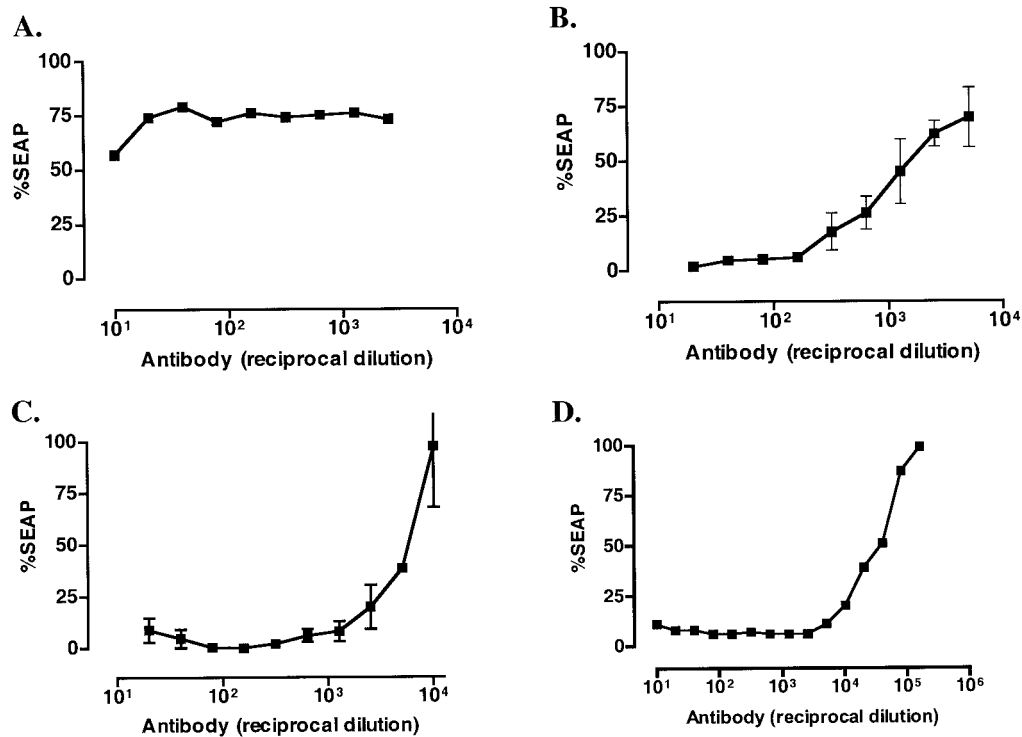 A.
100
75
50
25
0
%SEAP
10¹ 10² 10³ 10⁴
Antibody (reciprocal dilution)
B.
100
75
50
25
0
%SEAP
10¹ 10² 10³ 10⁴
Antibody (reciprocal dilution)
C.
100
75
50
25
0
%SEAP
10¹ 10² 10³ 10⁴
Antibody (reciprocal dilution)
D.
100
75
50
25
0
%SEAP
10¹ 10² 10³ 10⁴ 10⁵ 10⁶
Antibody (reciprocal dilution)